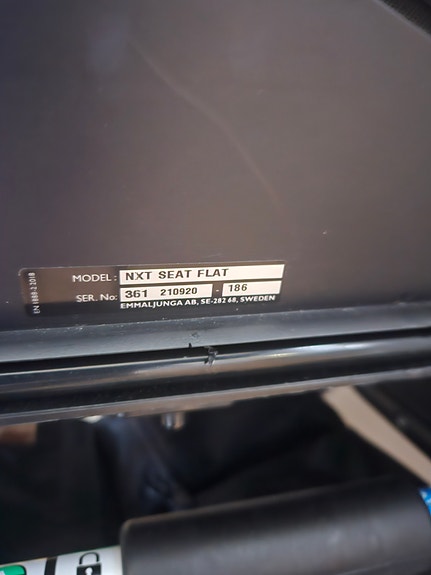 EN 1888-2:2018
MODEL: NXT SEAT FLAT
SER. No: 361 210920 - 186
EMMALJUNGA AB, SE-282 68, SWEDEN